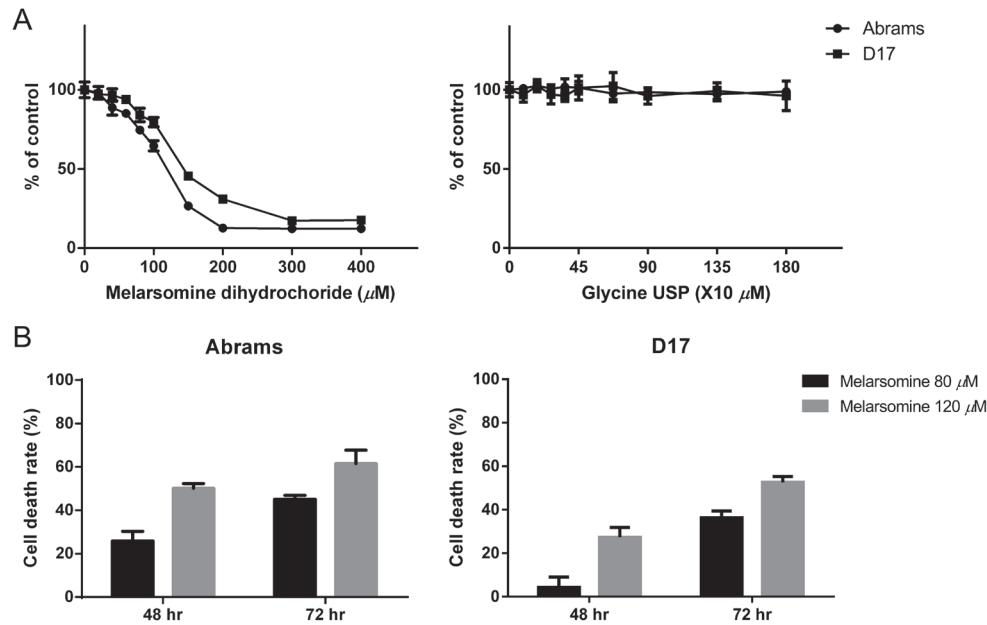 A
Abrams
D17
% of control
100
50
0
0 100 200 300 400
Melarsomine dihydrochoride (μM)
% of control
100
50
0
0 45 90 135 180
Glycine USP (X10 μM)
B
Abrams
Cell death rate (%)
100
80
60
40
20
0
48 hr 72 hr
D17
Cell death rate (%)
100
80
60
40
20
0
48 hr 72 hr
Melarsomine 80 μM
Melarsomine 120 μM